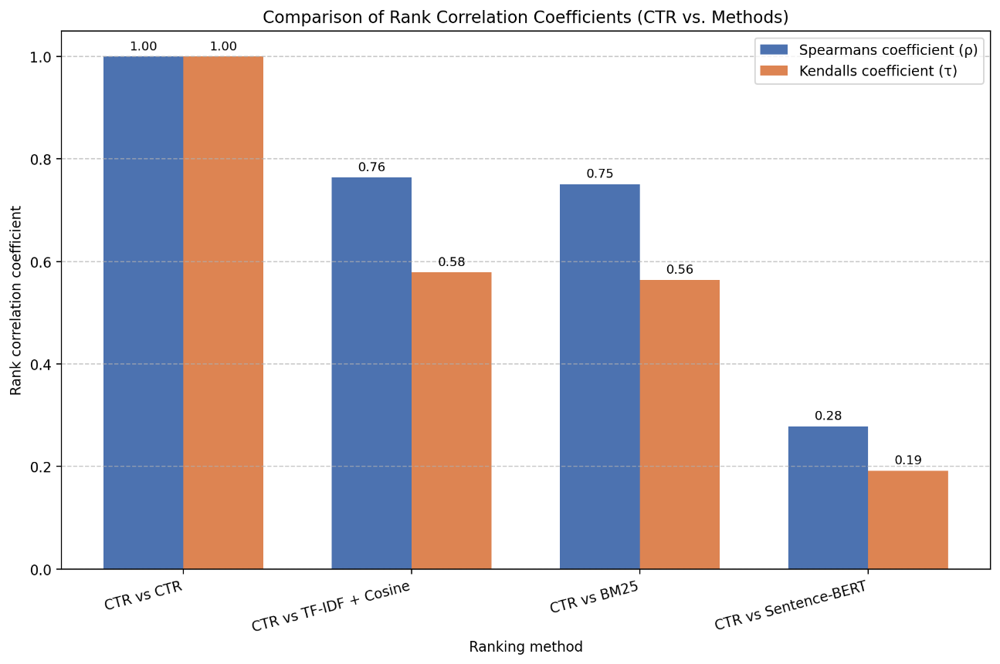 Comparison of Rank Correlation Coefficients (CTR vs. Methods)
Spearmans coefficient (ρ)
Kendalls coefficient (τ)
Rank correlation coefficient
1.0
0.8
0.6
0.4
0.2
0.0
1.00
1.00
0.76
0.58
0.75
0.56
0.28
0.19
CTR vs CTR
CTR vs TF-IDF + Cosine
CTR vs BM25
CTR vs Sentence-BERT
Ranking method